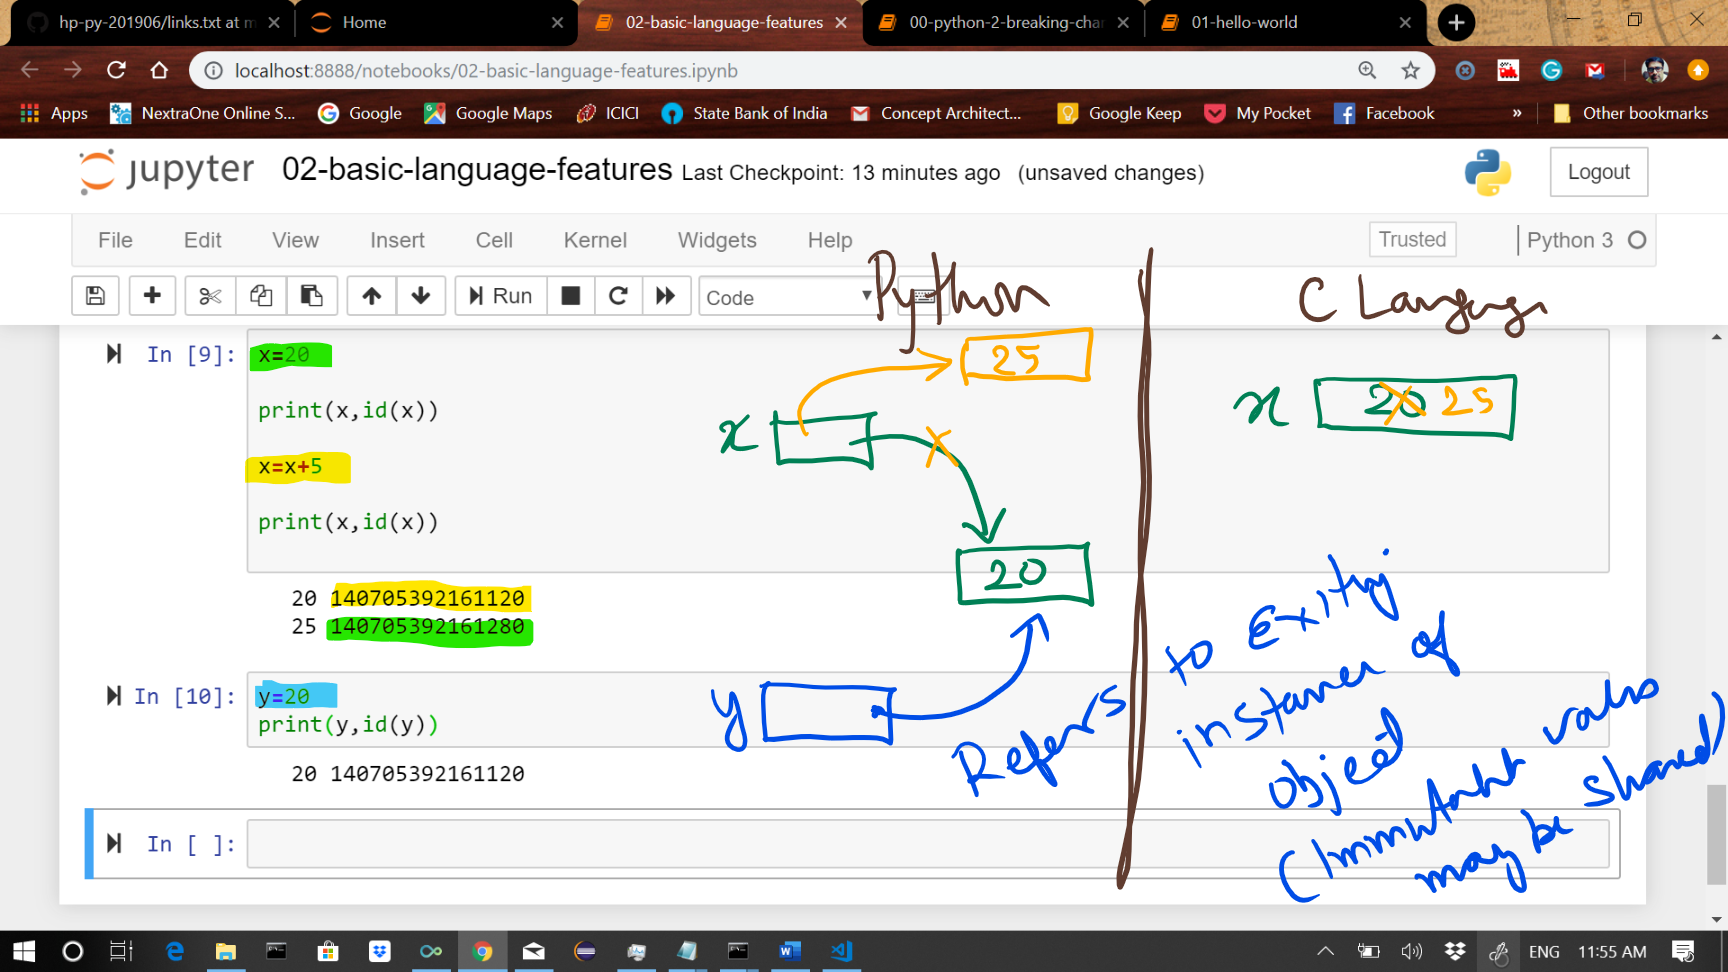 hp-py-201906/links.txt at m
Home
02-basic-language-features
00-python-2-breaking-chan
01-hello-world
localhost:8888/notebooks/02-basic-language-features.ipynb
Apps
NextraOne Online S...
Google
Google Maps
ICICI
State Bank of India
Concept Architect...
Google Keep
My Pocket
Facebook
»
Other bookmarks
jupyter 02-basic-language-features Last Checkpoint: 13 minutes ago (unsaved changes)
Logout
File Edit View Insert Cell Kernel Widgets Help
Trusted
Python 3
Run
Code
Python
C Language
In [9]:
x=20
print(x,id(x))
x=x+5
print(x,id(x))
25
x
20
x
20 25
20 140705392161120
25 140705392161280
In [10]:
y=20
print(y,id(y))
20 140705392161120
y
Refers
to Exiting
instance of
object
(Immutable values
may be shared)
In [ ]:
ENG
11:55 AM